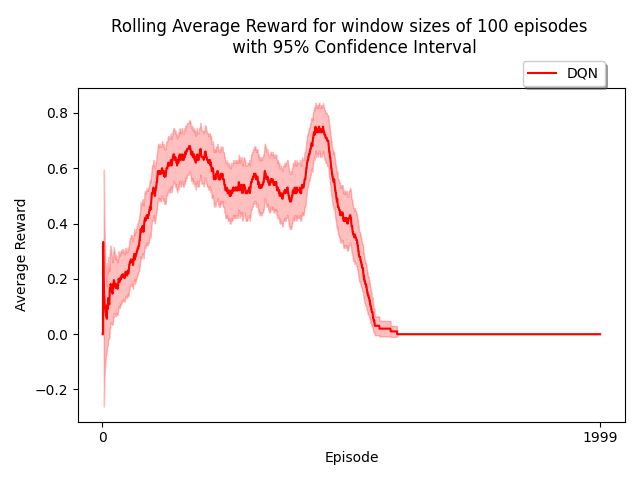 Rolling Average Reward for window sizes of 100 episodes
with 95% Confidence Interval
DQN
Average Reward
0.8
0.6
0.4
0.2
0.0
−0.2
0
1999
Episode